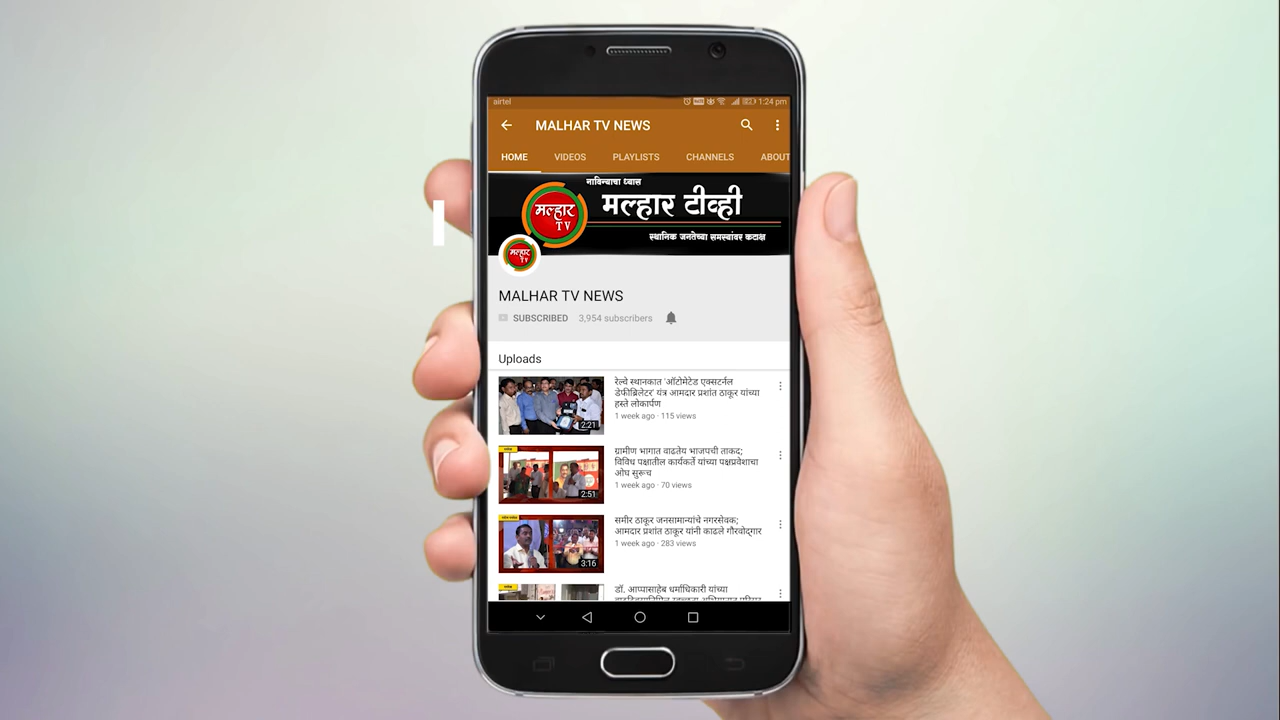 airtel 1:24 pm
MALHAR TV NEWS
HOME VIDEOS PLAYLISTS CHANNELS ABOUT
नाविन्याचा ध्यास
मल्हार TV मल्हार टीव्ही
स्थानिक जनतेच्या समस्यांवर कटाक्ष
मल्हार TV
MALHAR TV NEWS
SUBSCRIBED 3,954 subscribers
Uploads
रेल्वे स्थानकात 'ऑटोमेटेड एक्सटर्नल
डेफीब्रिलेटर' यंत्र आमदार प्रशांत ठाकूर यांच्या
हस्ते लोकार्पण
1 week ago · 115 views
2:21
ग्रामीण भागात वाढतेय भाजपची ताकद;
विविध पक्षातील कार्यकर्ते यांच्या पक्षप्रवेशाचा
ओघ सुरूच
1 week ago · 70 views
2:51
समीर ठाकूर जनसामान्यांचे नगरसेवक;
आमदार प्रशांत ठाकूर यांनी काढले गौरवोद्गार
1 week ago · 283 views
3:16
डॉ. आप्पासाहेब धर्माधिकारी यांच्या